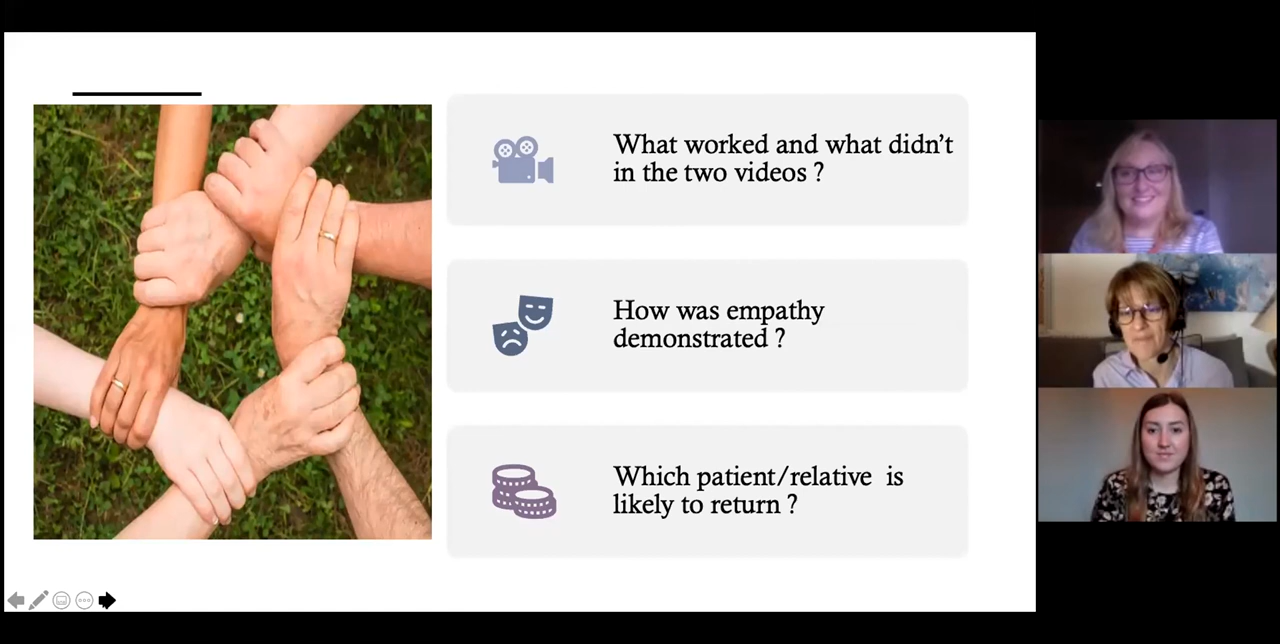 What worked and what didn’t
in the two videos ?
How was empathy
demonstrated ?
Which patient/relative  is
likely to return ?